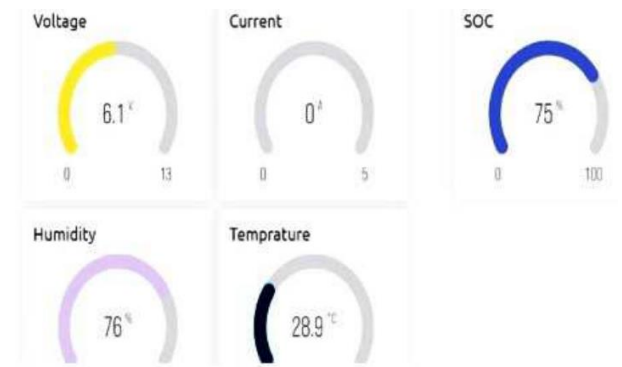 Voltage
6.1 V
0 13
Current
0 A
0 5
SOC
75 %
0 100
Humidity
76 %
Temprature
28.9 °C